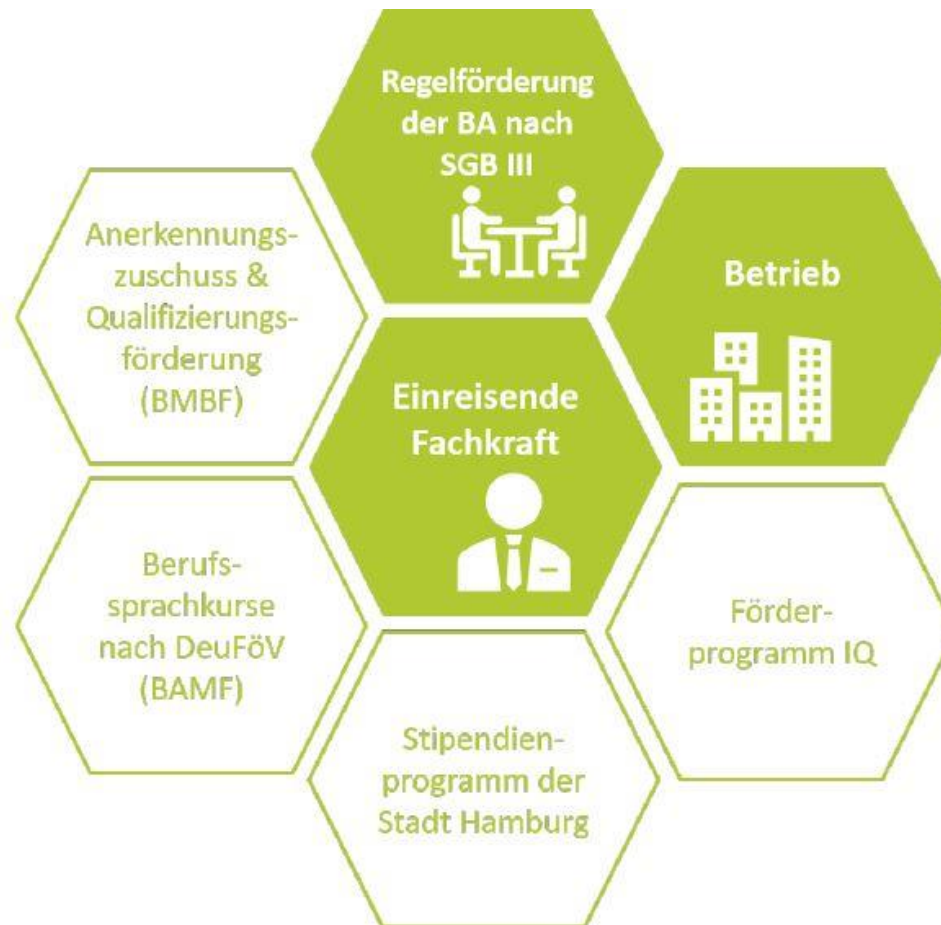 Regelförderung
der BA nach
SGB III
Anerkennungs-
zuschuss &
Qualifizierungs-
förderung
(BMBF)
Betrieb
Einreisende
Fachkraft
Berufs-
sprachkurse
nach DeuFöV
(BAMF)
Förder-
programm IQ
Stipendien-
programm der
Stadt Hamburg